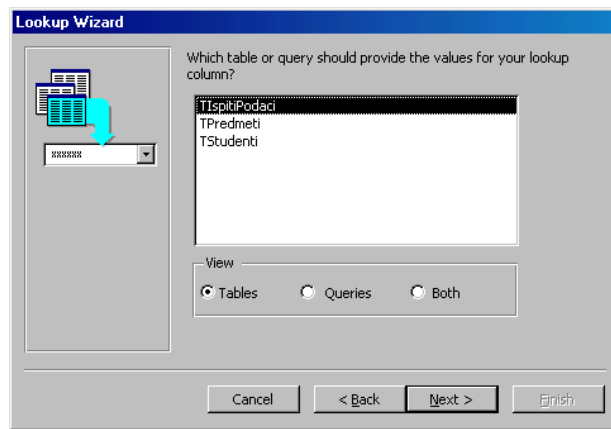 Lookup Wizard
Which table or query should provide the values for your lookup
column?
xxxxxx
TIspitiPodaci
TPredmeti
TStudenti
View
Tables Queries Both
Cancel < Back Next > Finish